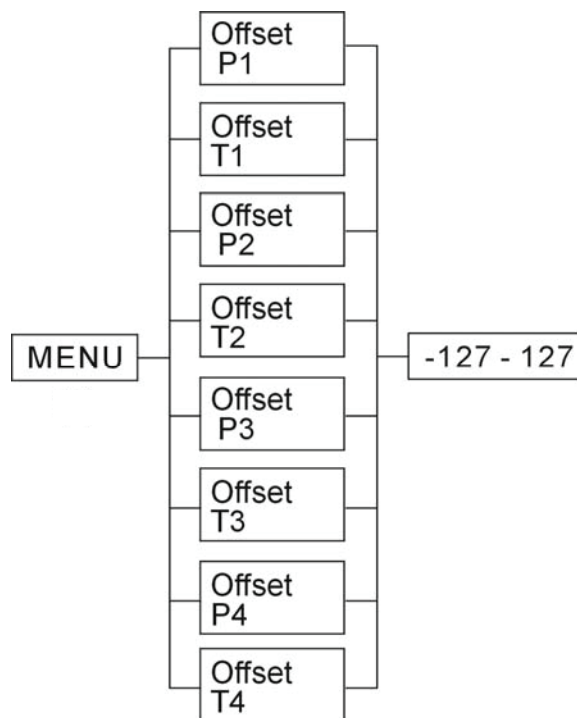 Offset
P1
Offset
T1
Offset
P2
Offset
T2
MENU
-127 - 127
Offset
P3
Offset
T3
Offset
P4
Offset
T4